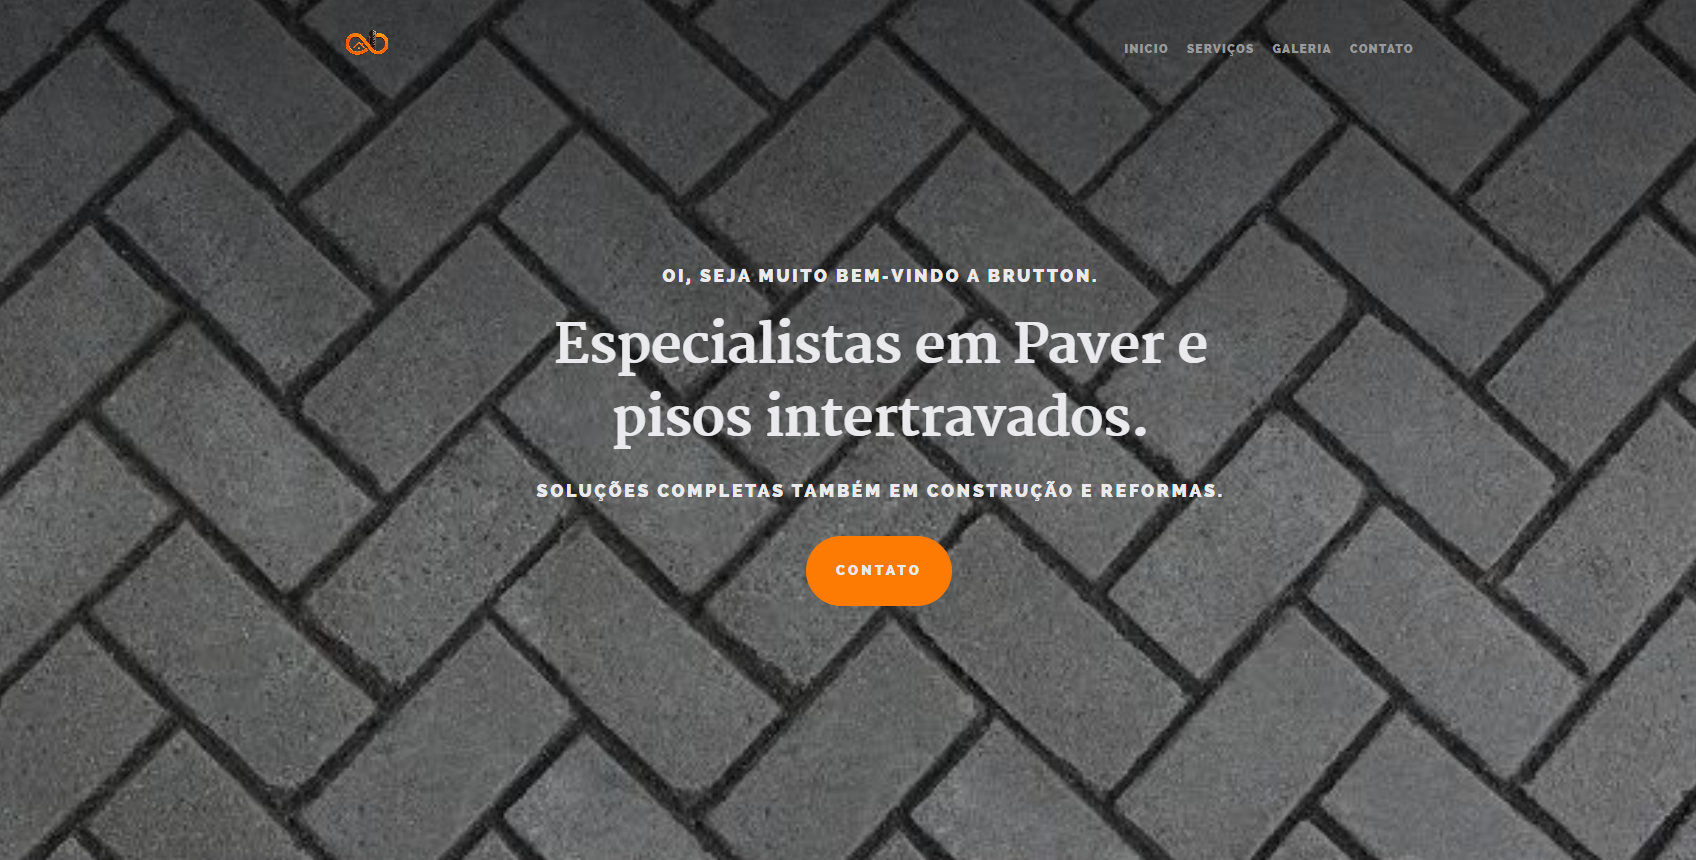 INICIO SERVIÇOS GALERIA CONTATO
OI, SEJA MUITO BEM-VINDO A BRUTTON.
Especialistas em Paver e
pisos intertravados.
SOLUÇÕES COMPLETAS TAMBÉM EM CONSTRUÇÃO E REFORMAS.
CONTATO